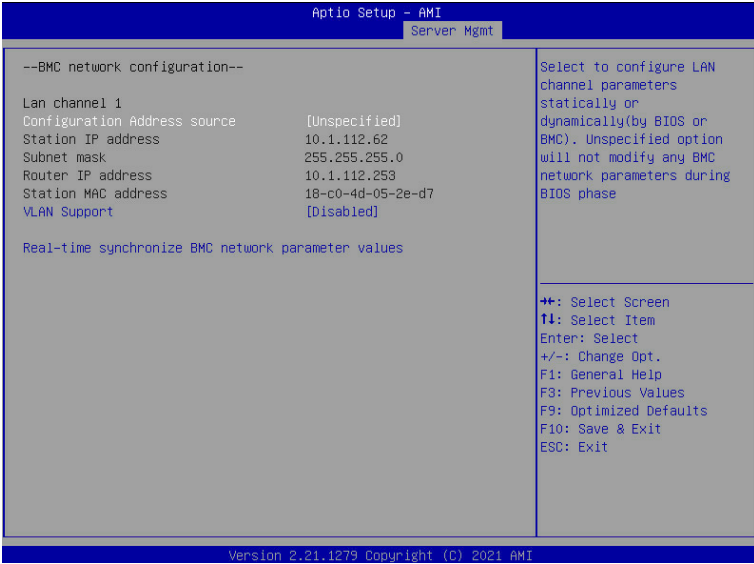 Aptio Setup - AMI
Server Mgmt
--BMC network configuration--
Lan channel 1
Configuration Address source [Unspecified]
Station IP address 10.1.112.62
Subnet mask 255.255.255.0
Router IP address 10.1.112.253
Station MAC address 18-c0-4d-05-2e-d7
VLAN Support [Disabled]
Real-time synchronize BMC network parameter values
Select to configure LAN
channel parameters
statically or
dynamically(by BIOS or
BMC). Unspecified option
will not modify any BMC
network parameters during
BIOS phase
→←: Select Screen
↑↓: Select Item
Enter: Select
+/-: Change Opt.
F1: General Help
F3: Previous Values
F9: Optimized Defaults
F10: Save & Exit
ESC: Exit
Version 2.21.1279 Copyright (C) 2021 AMI